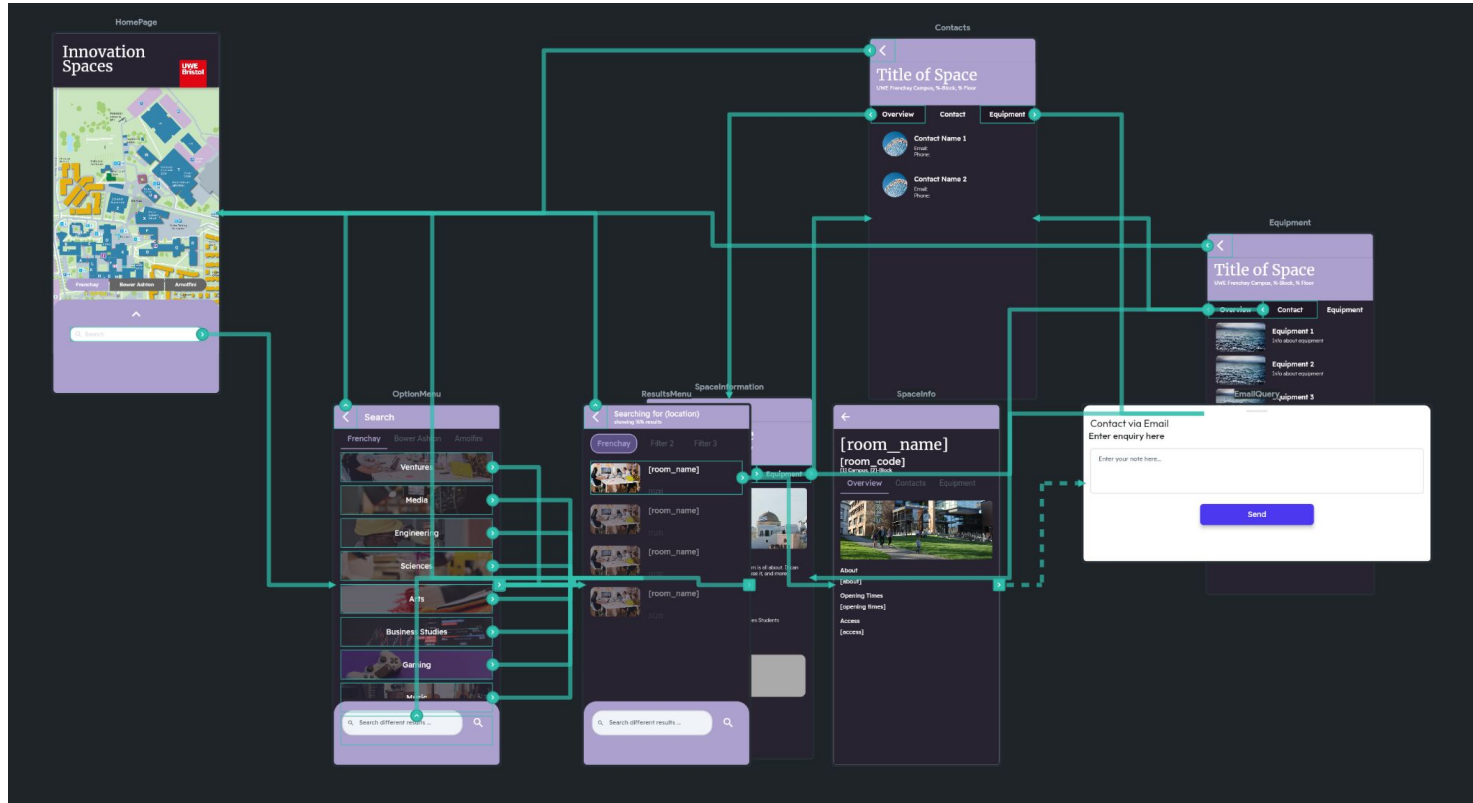 HomePage
Innovation
Spaces
UWE
Bristol
Frenchay
Bower Ashton
Arnolfini
Search
Contacts
Title of Space
UWE Frenchay Campus, %-Block, % Floor
Overview
Contact
Equipment
Contact Name 1
Email:
Phone:
Contact Name 2
Email:
Phone:
Equipment
Title of Space
UWE Frenchay Campus, %-Block, % Floor
Overview
Contact
Equipment
Equipment 1
Info about equipment
Equipment 2
Info about equipment
Equipment 3
OptionMenu
Search
Frenchay
Bower Ashton
Arnolfini
Ventures
Media
Engineering
Sciences
Arts
Business Studies
Gaming
Music
Search different results ...
ResultsMenu
Searching for (location)
Frenchay
Filter 2
Filter 3
[room_name]
[room_name]
[room_name]
[room_name]
Search different results ...
SpaceInformation
Equipment
SpaceInfo
[room_name]
[room_code]
[1] Campus, [2]-Block
Overview
Contacts
Equipment
About
[about]
Opening Times
[opening times]
Access
[access]
EmailQuery
Contact via Email
Enter enquiry here
Enter your note here...
Send